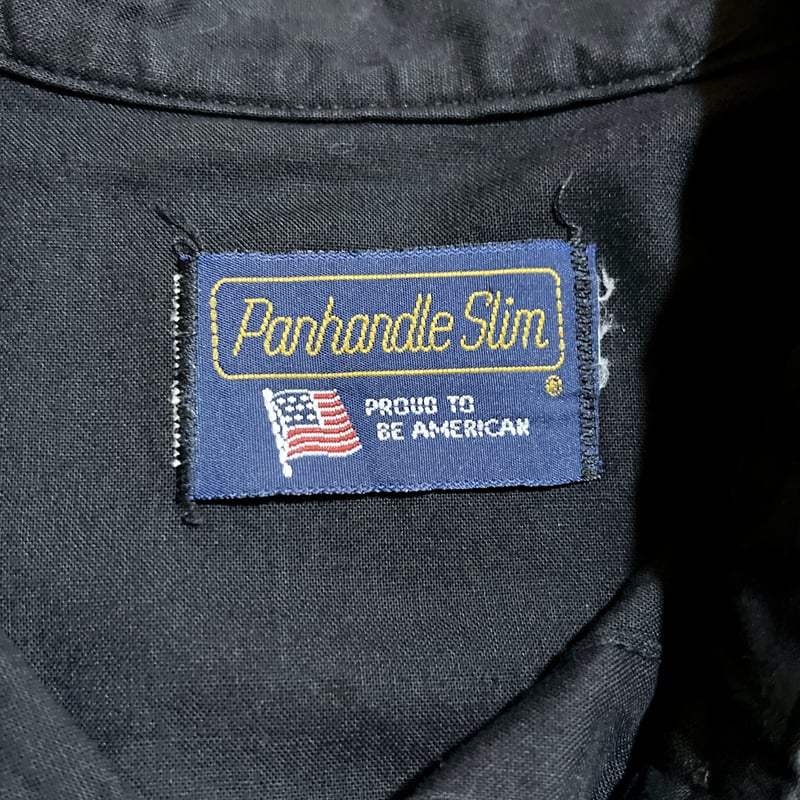 Panhandle Slim
®
PROUD TO
BE AMERICAN